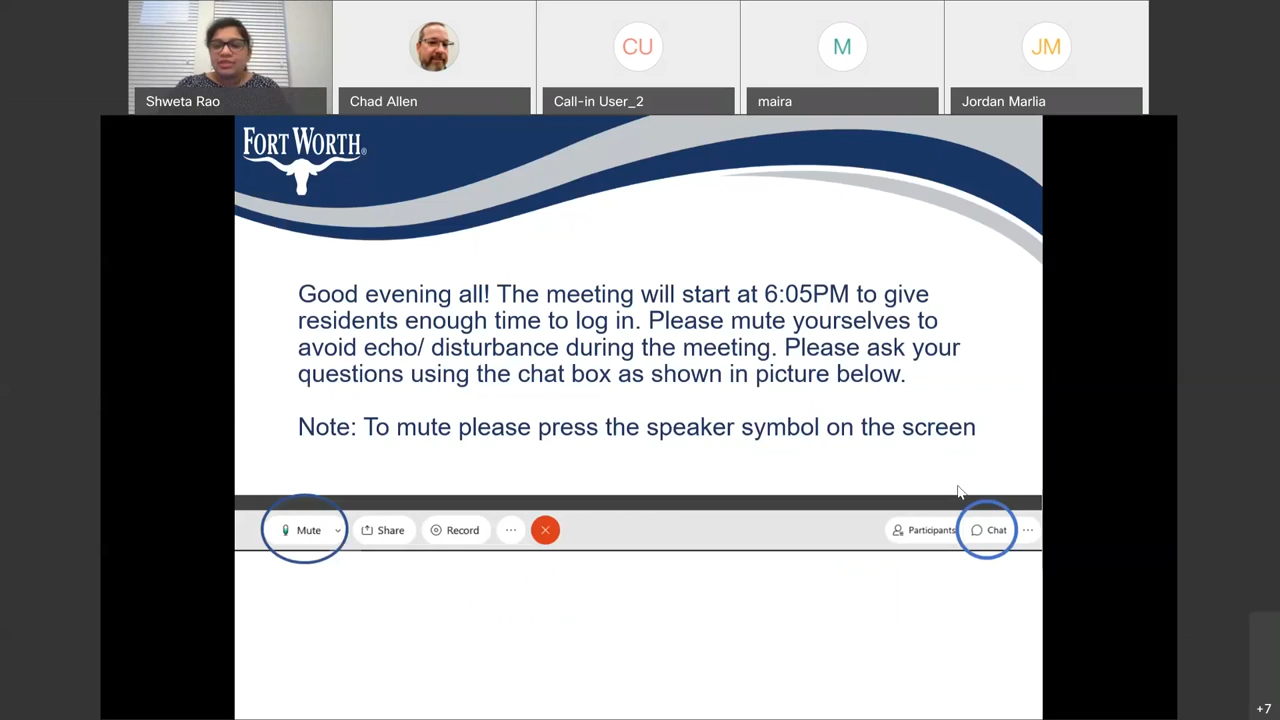 CU
M
JM
Shweta Rao
Chad Allen
Call-in User_2
maira
Jordan Marlia
FORT WORTH®
Good evening all! The meeting will start at 6:05PM to give
residents enough time to log in. Please mute yourselves to
avoid echo/ disturbance during the meeting. Please ask your
questions using the chat box as shown in picture below.
Note: To mute please press the speaker symbol on the screen
Mute
Share
Record
Participants
Chat
+7